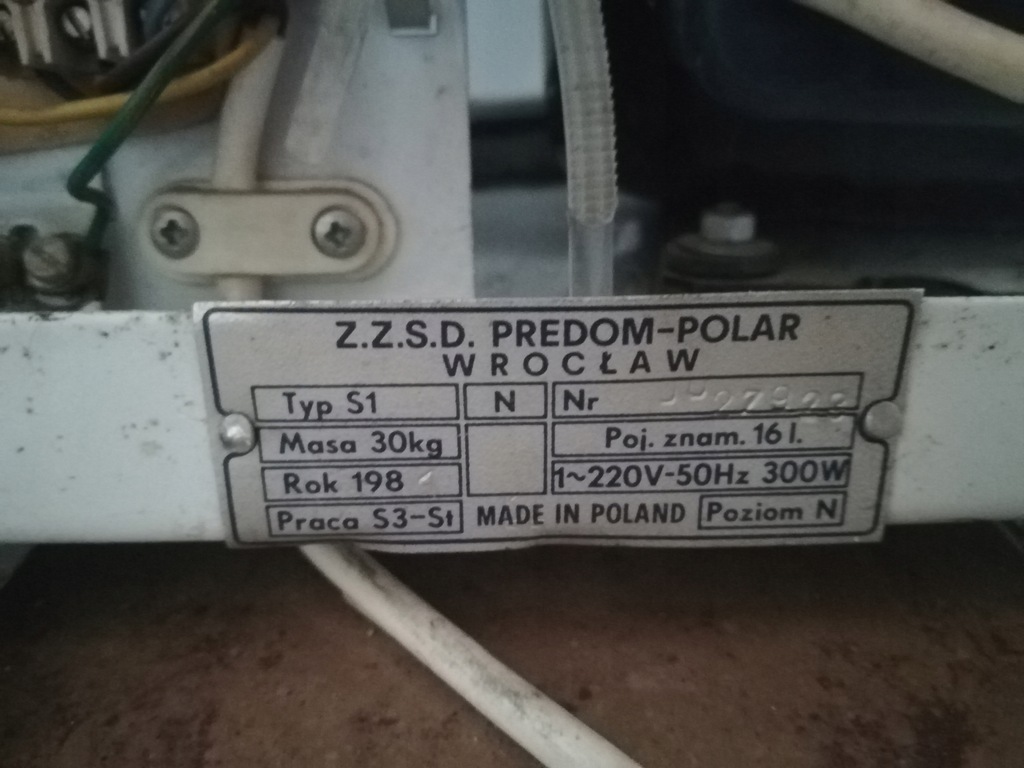 Z.Z.S.D. PREDOM-POLAR
WROCŁAW
Typ S1 N Nr
Masa 30kg Poj. znam. 16 l.
Rok 198 1~220V-50Hz 300W
Praca S3-St MADE IN POLAND Poziom N